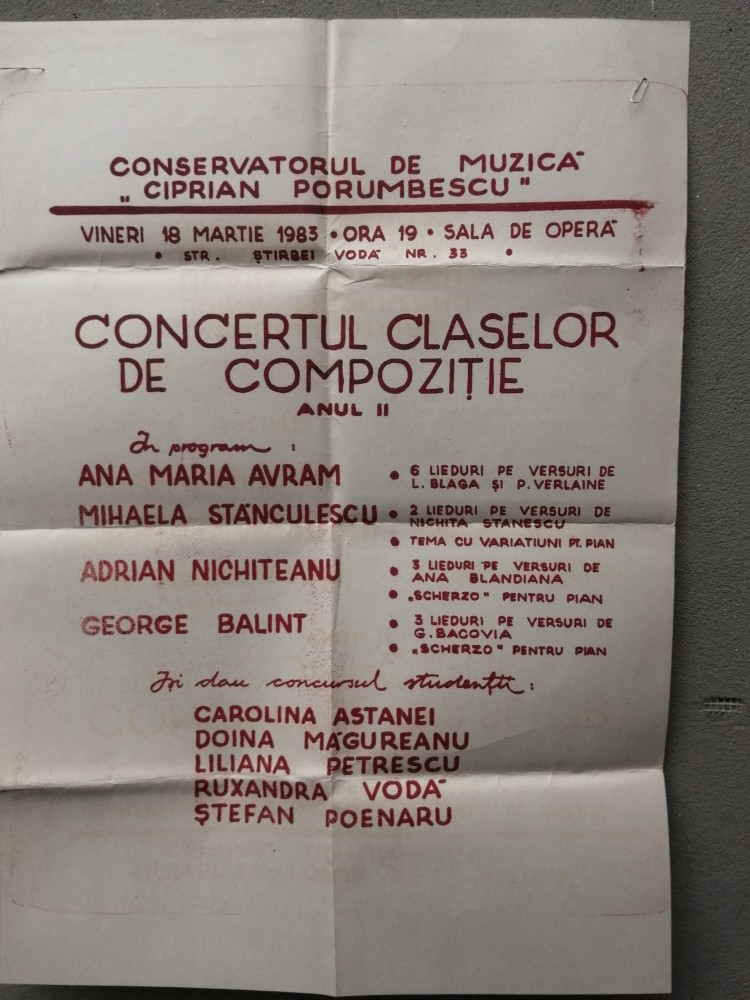 CONSERVATORUL DE MUZICĂ
„CIPRIAN PORUMBESCU"
VINERI 18 MARTIE 1983 • ORA 19 • SALA DE OPERĂ
• STR. ȘTIRBEI VODĂ NR. 33 •
CONCERTUL CLASELOR
DE COMPOZIȚIE
ANUL II
În program :
ANA MARIA AVRAM • 6 LIEDURI PE VERSURI DE
L. BLAGA ȘI P. VERLAINE
MIHAELA STĂNCULESCU • 2 LIEDURI PE VERSURI DE
NICHITA STANESCU
• TEMA CU VARIATIUNI PT. PIAN
ADRIAN NICHITEANU • 3 LIEDURI PE VERSURI DE
ANA BLANDIANA
• „SCHERZO" PENTRU PIAN
GEORGE BALINT • 3 LIEDURI PE VERSURI DE
G. BACOVIA
• „SCHERZO" PENTRU PIAN
Își dau concursul studenții :
CAROLINA ASTANEI
DOINA MĂGUREANU
LILIANA PETRESCU
RUXANDRA VODĂ
ȘTEFAN POENARU